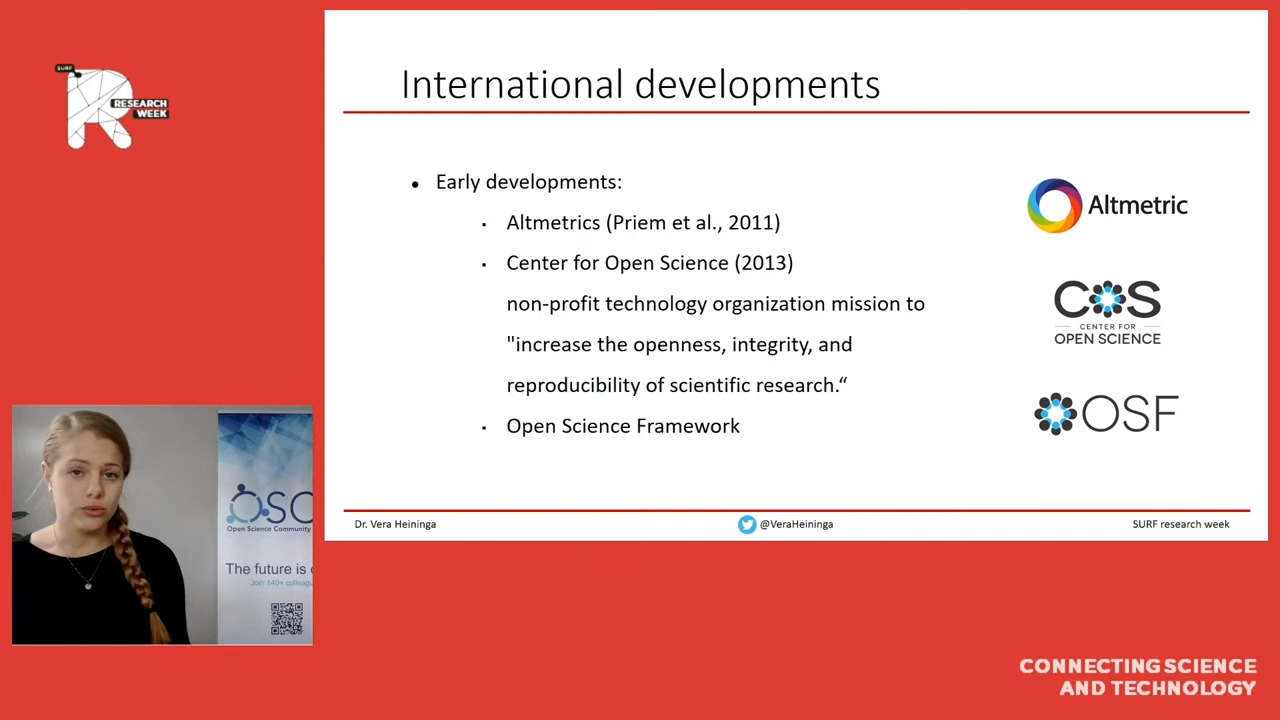 SURF
RESEARCH
WEEK
International developments
• Early developments:
▪ Altmetrics (Priem et al., 2011)
▪ Center for Open Science (2013)
non-profit technology organization mission to
"increase the openness, integrity, and
reproducibility of scientific research.“
▪ Open Science Framework
Altmetric
COS
CENTER FOR
OPEN SCIENCE
OSF
Dr. Vera Heininga
@VeraHeininga
SURF research week
OSC
Open Science Community
The future is
Join 140+
CONNECTING SCIENCE
AND TECHNOLOGY